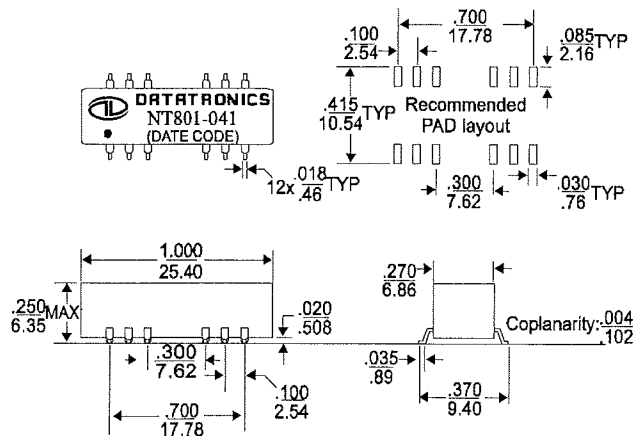 .700
17.78
.100
2.54
.085
2.16
TYP
.415
10.54
TYP
Recommended
PAD layout
DATATRONICS
NT801-041
(DATE CODE)
12x .018
.46
TYP
.300
7.62
.030
.76
TYP
1.000
25.40
.250
6.35
MAX
.020
.508
.300
7.62
.100
2.54
.700
17.78
.270
6.86
Coplanarity: .004
.102
.035
.89
.370
9.40